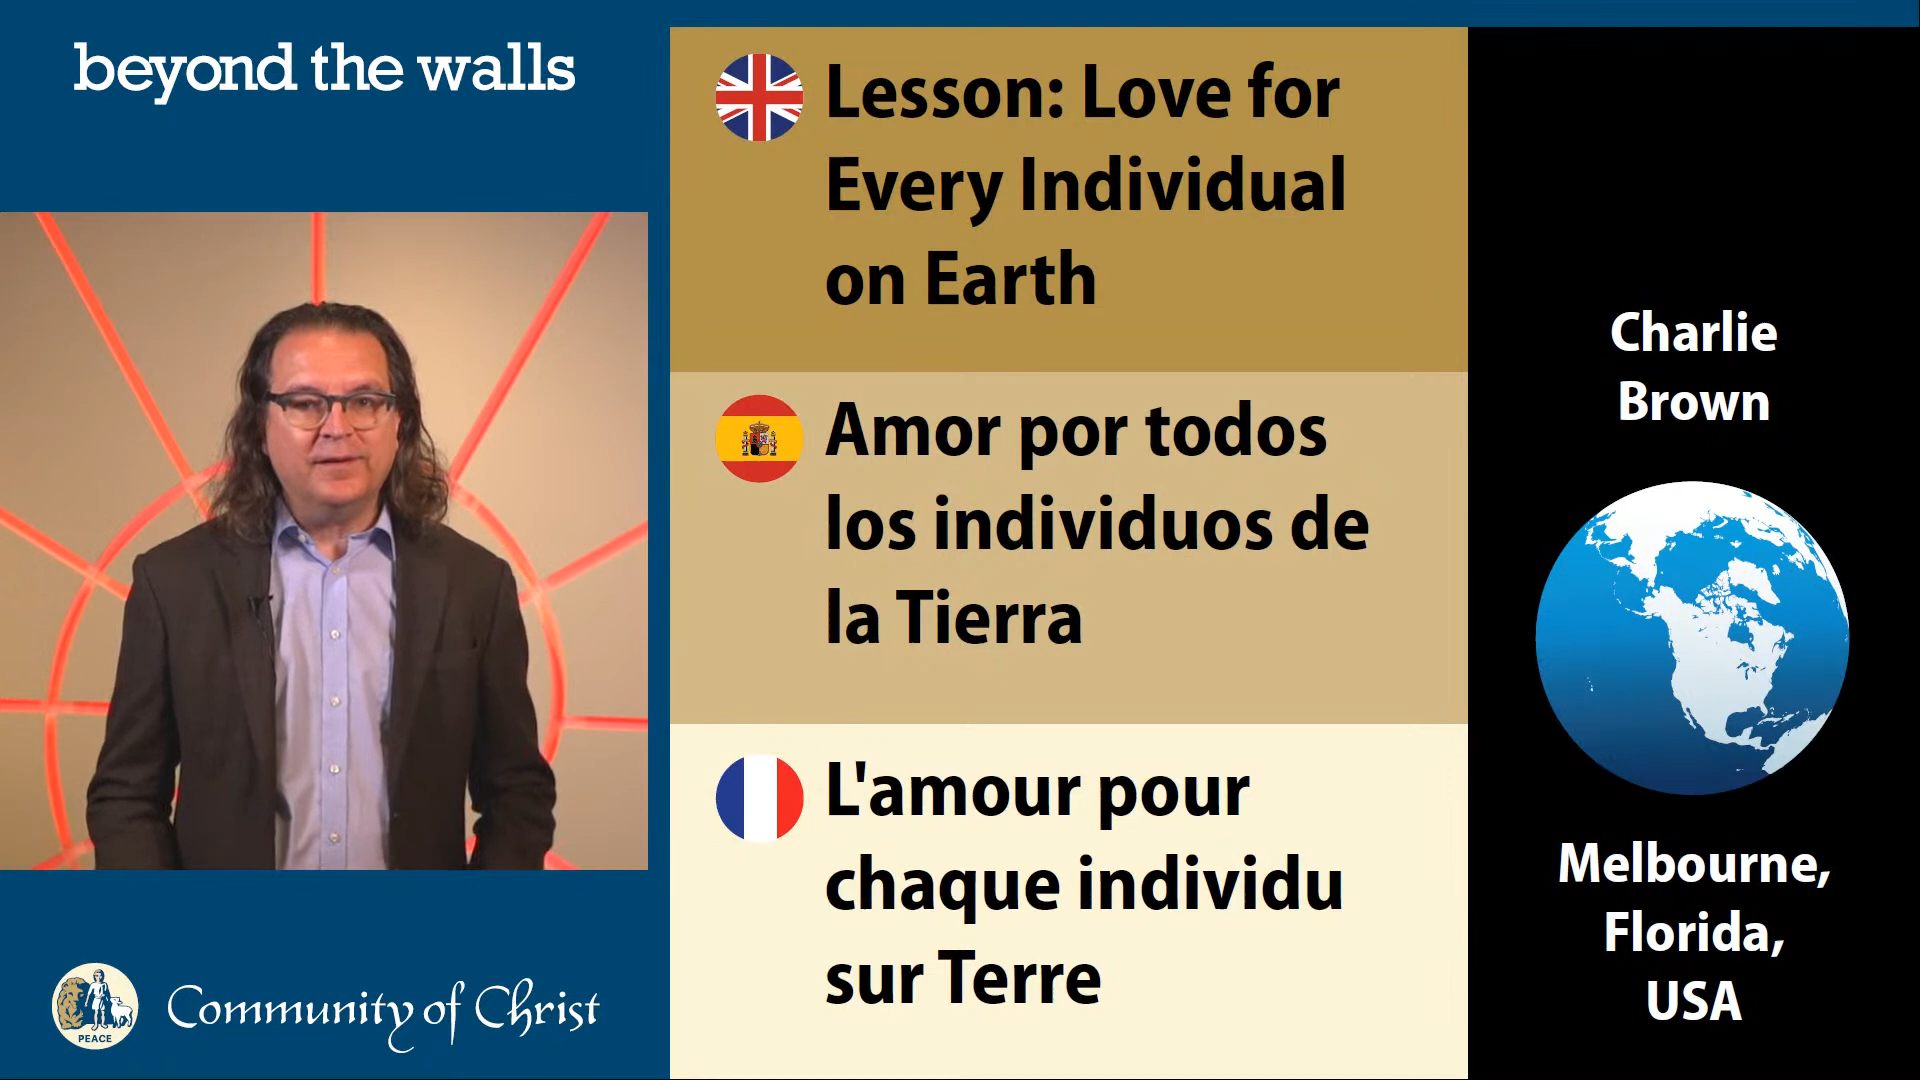 beyond the walls
Lesson: Love for
Every Individual
on Earth
Amor por todos
los individuos de
la Tierra
L'amour pour
chaque individu
sur Terre
Charlie
Brown
Melbourne,
Florida,
USA
PEACE
Community of Christ